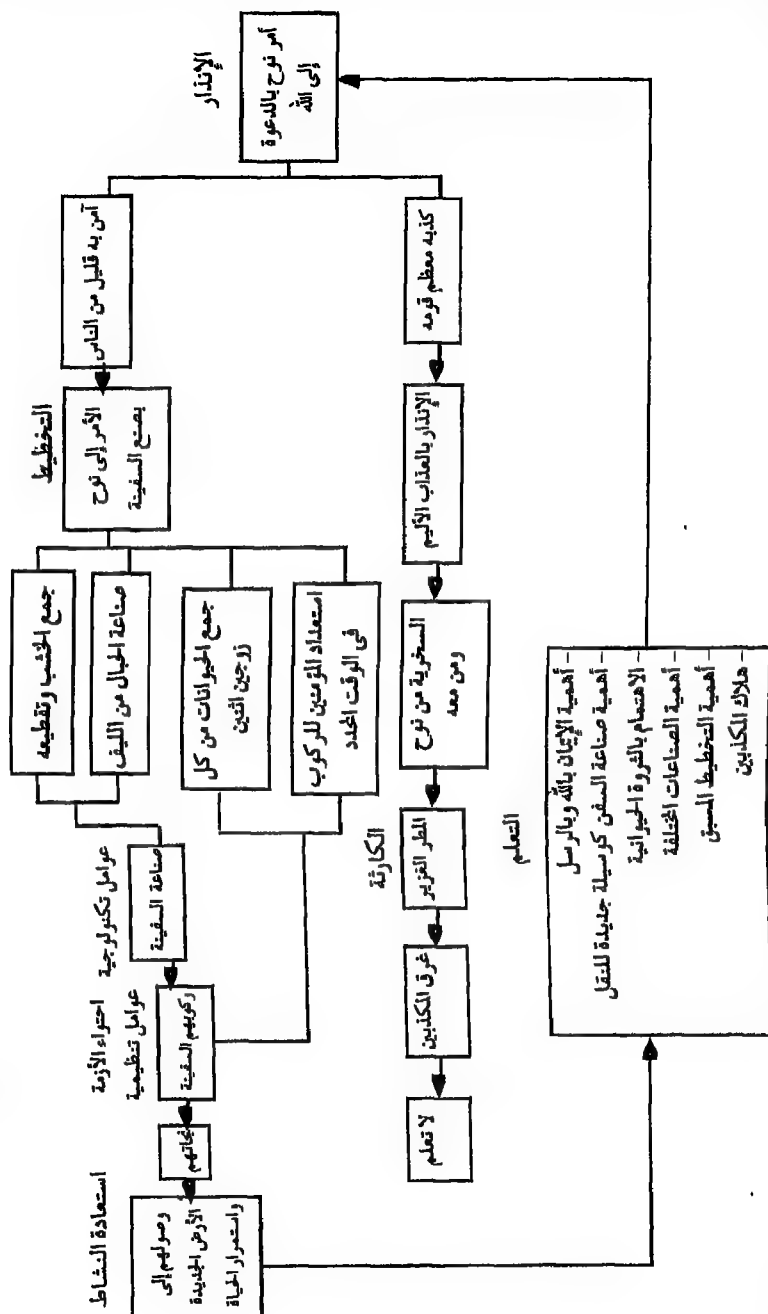 الإنذار
أمر نوح بالدعوة
إلى الله
آمن به قليل من الناس
التخطيط
الأمر إلى نوح
بصنع السفينة
جمع الخشب وتقطيعه
صناعة الحبال من الليف
جمع الحيوانات من كل
زوجين اثنين
استعداد المؤمنين للركوب
في الوقت المحدد
عوامل تكنولوجية
صناعة السفينة
احتواء الأزمة
عوامل تنظيمية
ركوبهم السفينة
نجاتهم
استعادة النشاط
وصولهم إلى
الأرض الجديدة
واستمرار الحياة
كذبه معظم قومه
الإنذار بالعذاب الأليم
السخرية من نوح
ومن معه
الكارثة
المطر الغزير
غرق المكذبين
لا تعلم
التعلم
– أهمية الإيمان بالله وبالرسل
– أهمية صناعة السفن كوسيلة جديدة للنقل
– الاهتمام بالثروة الحيوانية
– أهمية الصناعات المختلفة
– أهمية التخطيط المسبق
– هلاك المكذبين